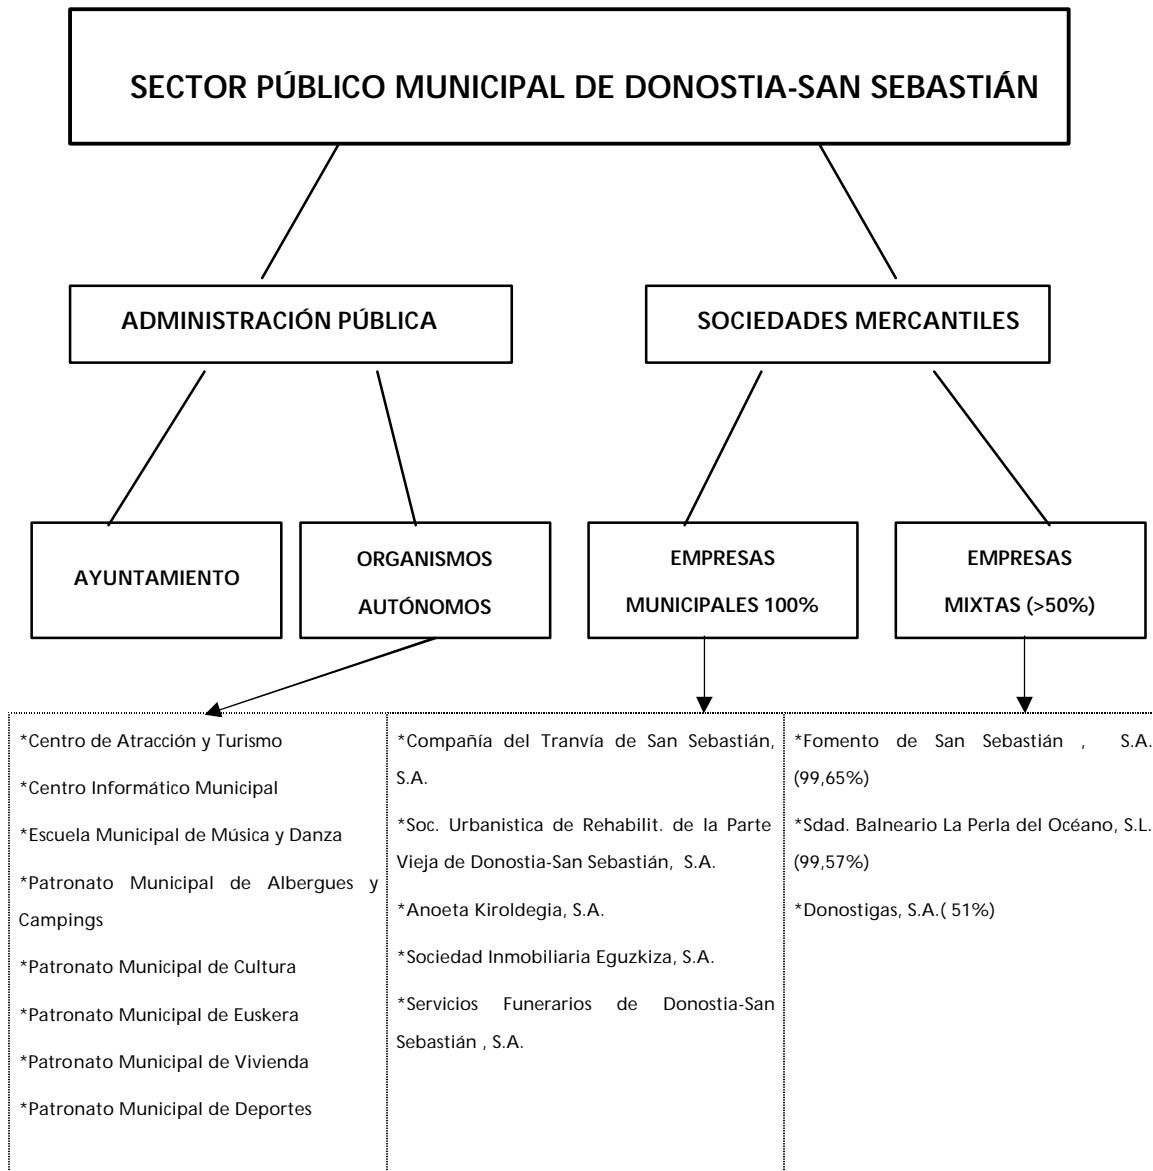 SECTOR PÚBLICO MUNICIPAL DE DONOSTIA-SAN SEBASTIÁN
ADMINISTRACIÓN PÚBLICA
SOCIEDADES MERCANTILES
AYUNTAMIENTO
ORGANISMOS
AUTÓNOMOS
EMPRESAS
MUNICIPALES 100%
EMPRESAS
MIXTAS (>50%)
*Centro de Atracción y Turismo
*Centro Informático Municipal
*Escuela Municipal de Música y Danza
*Patronato Municipal de Albergues y
Campings
*Patronato Municipal de Cultura
*Patronato Municipal de Euskera
*Patronato Municipal de Vivienda
*Patronato Municipal de Deportes
*Compañía del Tranvía de San Sebastián,
S.A.
*Soc. Urbanistica de Rehabilit. de la Parte
Vieja de Donostia-San Sebastián, S.A.
*Anoeta Kiroldegia, S.A.
*Sociedad Inmobiliaria Eguzkiza, S.A.
*Servicios Funerarios de Donostia-San
Sebastián , S.A.
*Fomento de San Sebastián , S.A.
(99,65%)
*Sdad. Balneario La Perla del Océano, S.L.
(99,57%)
*Donostigas, S.A.( 51%)